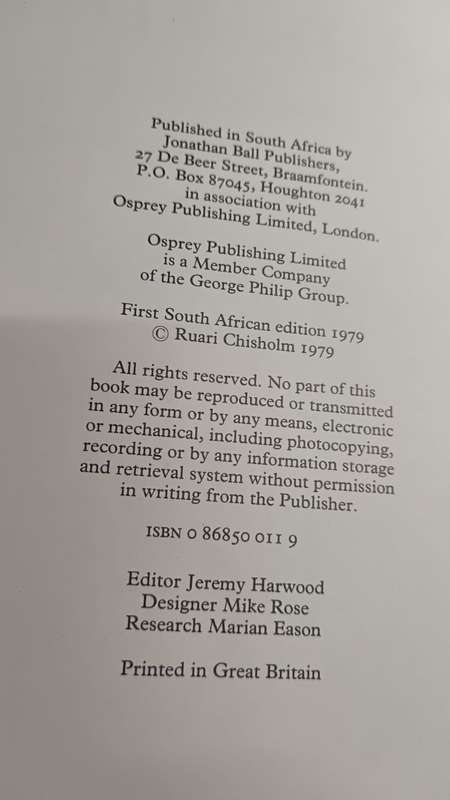 Published in South Africa by
Jonathan Ball Publishers,
27 De Beer Street, Braamfontein.
P.O. Box 87045, Houghton 2041
in association with
Osprey Publishing Limited, London.
Osprey Publishing Limited
is a Member Company
of the George Philip Group.
First South African edition 1979
© Ruari Chisholm 1979
All rights reserved. No part of this
book may be reproduced or transmitted
in any form or by any means, electronic
or mechanical, including photocopying,
recording or by any information storage
and retrieval system without permission
in writing from the Publisher.
ISBN 0 86850 011 9
Editor Jeremy Harwood
Designer Mike Rose
Research Marian Eason
Printed in Great Britain